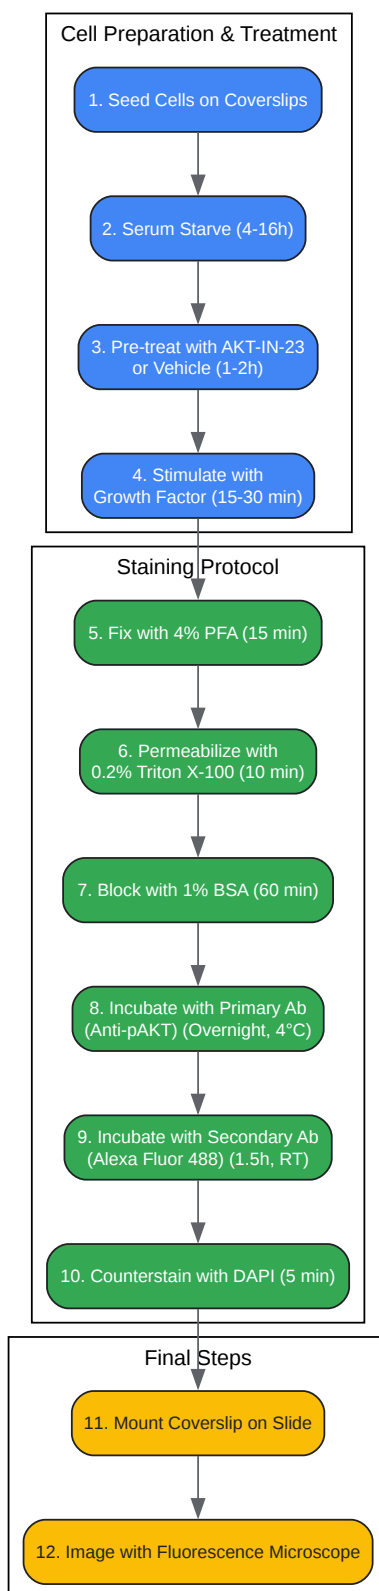 Cell Preparation & Treatment
1. Seed Cells on Coverslips
2. Serum Starve (4-16h)
3. Pre-treat with AKT-IN-23
or Vehicle (1-2h)
4. Stimulate with
Growth Factor (15-30 min)
Staining Protocol
5. Fix with 4% PFA (15 min)
6. Permeabilize with
0.2% Triton X-100 (10 min)
7. Block with 1% BSA (60 min)
8. Incubate with Primary Ab
(Anti-pAKT) (Overnight, 4°C)
9. Incubate with Secondary Ab
(Alexa Fluor 488) (1.5h, RT)
10. Counterstain with DAPI (5 min)
Final Steps
11. Mount Coverslip on Slide
12. Image with Fluorescence Microscope